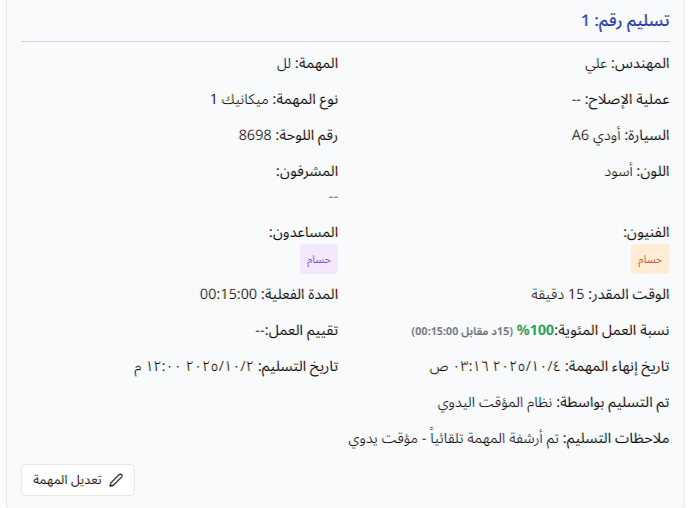 تسليم رقم: 1
المهندس: علي
المهمة: لل
عملية الإصلاح: --
نوع المهمة: ميكانيك 1
السيارة: أودي A6
رقم اللوحة: 8698
اللون: أسود
المشرفون:
--
الفنيون:
حسام
المساعدون:
حسام
الوقت المقدر: 15 دقيقة
المدة الفعلية: 00:15:00
نسبة العمل المئوية:100% (15د مقابل 00:15:00)
تقييم العمل:--
تاريخ إنهاء المهمة: ٢٠٢٥/١٠/٤ ٠٣:١٦ ص
تاريخ التسليم: ٢٠٢٥/١٠/٢ ١٢:٠٠ م
تم التسليم بواسطة: نظام المؤقت اليدوي
ملاحظات التسليم: تم أرشفة المهمة تلقائياً - مؤقت يدوي
تعديل المهمة